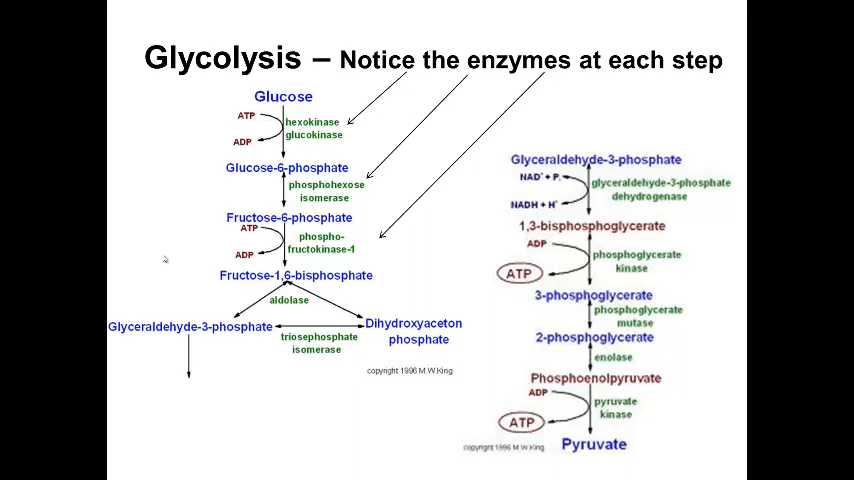 Glycolysis – Notice the enzymes at each step
Glucose
ATP
hexokinase
glucokinase
ADP
Glucose-6-phosphate
phosphohexose
isomerase
Fructose-6-phosphate
ATP
phospho-
fructokinase-1
ADP
Fructose-1,6-bisphosphate
aldolase
Glyceraldehyde-3-phosphate
Dihydroxyaceton
phosphate
triosephosphate
isomerase
copyright 1996 M.W.King
Glyceraldehyde-3-phosphate
NAD⁺ + Pᵢ
glyceraldehyde-3-phosphate
dehydrogenase
NADH + H⁺
1,3-bisphosphoglycerate
ADP
phosphoglycerate
kinase
ATP
3-phosphoglycerate
phosphoglycerate
mutase
2-phosphoglycerate
enolase
Phosphoenolpyruvate
ADP
pyruvate
kinase
ATP
Pyruvate
copyright 1996 M.W.King